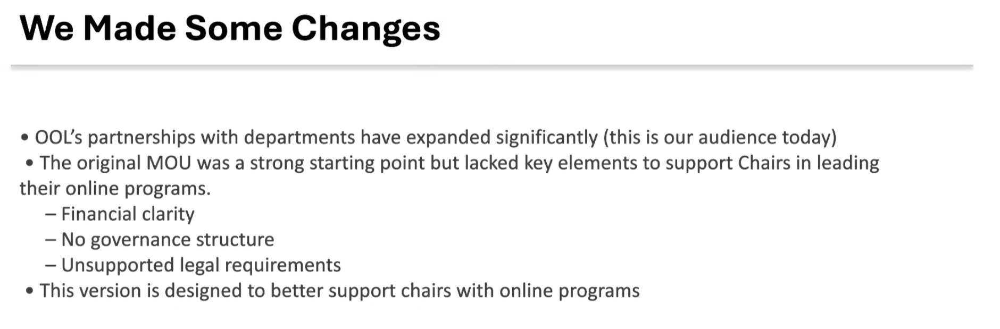 We Made Some Changes
• OOL’s partnerships with departments have expanded significantly (this is our audience today)
• The original MOU was a strong starting point but lacked key elements to support Chairs in leading
their online programs.
– Financial clarity
– No governance structure
– Unsupported legal requirements
• This version is designed to better support chairs with online programs